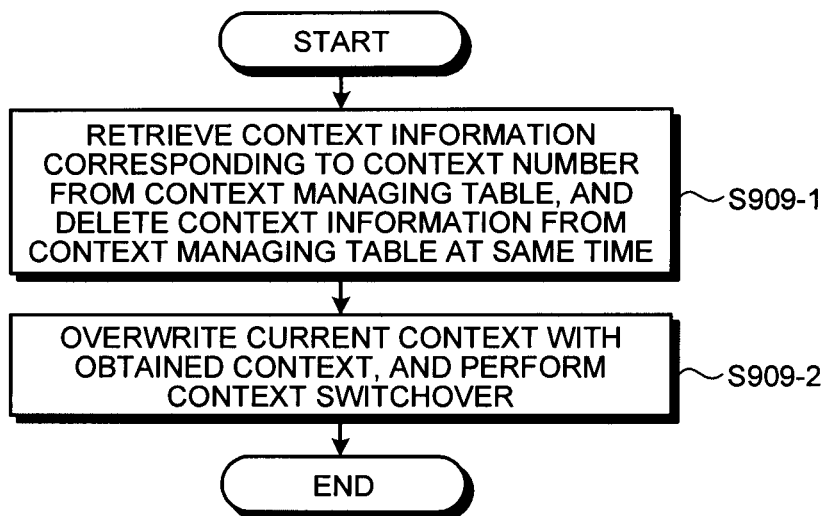 START
RETRIEVE CONTEXT INFORMATION
CORRESPONDING TO CONTEXT NUMBER
FROM CONTEXT MANAGING TABLE, AND
DELETE CONTEXT INFORMATION FROM
CONTEXT MANAGING TABLE AT SAME TIME
S909-1
OVERWRITE CURRENT CONTEXT WITH
OBTAINED CONTEXT, AND PERFORM
CONTEXT SWITCHOVER
S909-2
END